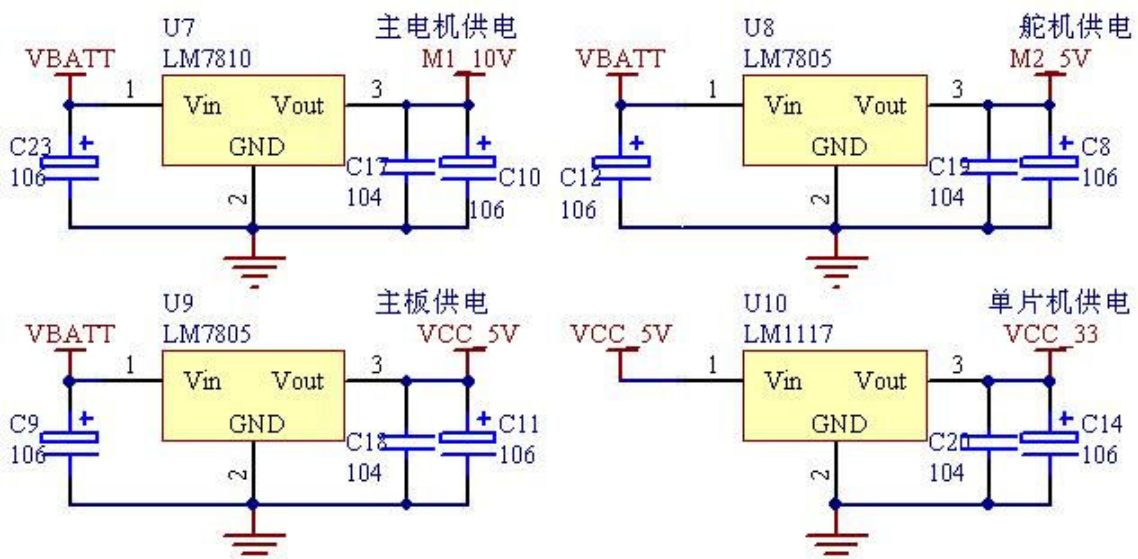 U7
主电机供电
VBATT
LM7810
M1_10V
1
Vin
Vout
3
GND
C23
106
+
2
C17
104
+
C10
106
U8
舵机供电
VBATT
LM7805
M2_5V
1
Vin
Vout
3
GND
C12
106
+
2
C19
104
+
C8
106
U9
主板供电
VBATT
LM7805
VCC_5V
1
Vin
Vout
3
GND
C9
106
+
2
C18
104
+
C11
106
U10
单片机供电
VCC_5V
LM1117
VCC_33
1
Vin
Vout
3
GND
2
C20
104
+
C14
106